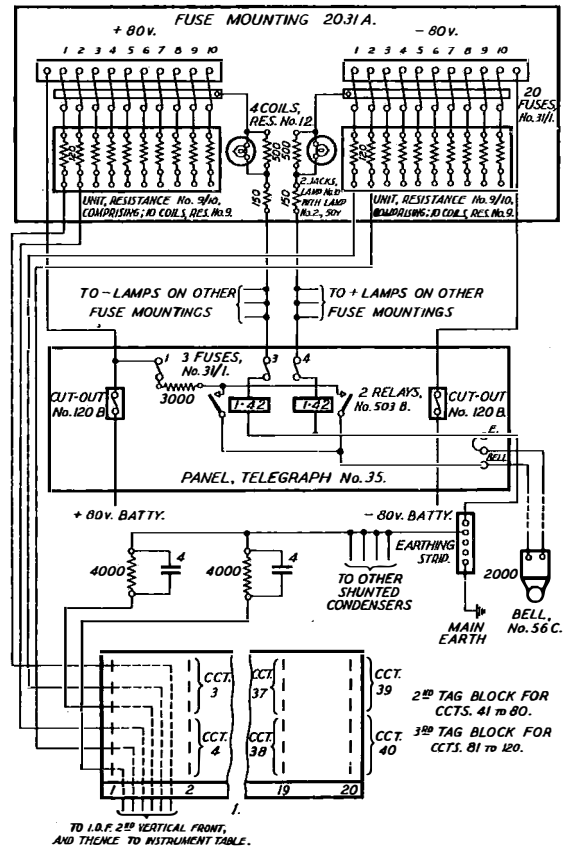 FUSE MOUNTING 2031A.
+ 80v.
- 80v.
1 2 3 4 5 6 7 8 9 10
1 2 3 4 5 6 7 8 9 10
20
FUSES,
No. 31/1.
4 COILS,
RES. No. 12.
500
500
120
120
120
120
150
150
2 JACKS,
WITH LAMP
No. 2, 50V
UNIT, RESISTANCE No. 9/10,
COMPRISING; 10 COILS, RES. No. 9.
UNIT, RESISTANCE No. 9/10,
COMPRISING; 10 COILS, RES. No. 9.
TO - LAMPS ON OTHER
FUSE MOUNTINGS
TO + LAMPS ON OTHER
FUSE MOUNTINGS
1
3 FUSES,
No. 31/1.
3
4
3000
CUT-OUT
No. 120 B
1·42
1·42
2 RELAYS,
No. 503 B.
CUT-OUT
No. 120 B.
E.
BELL
PANEL, TELEGRAPH No. 35.
+ 80v. BATTY.
- 80v. BATTY.
4000
4
4000
4
TO OTHER
SHUNTED
CONDENSERS
EARTHING
STRIP.
MAIN
EARTH
2000
BELL,
No. 56 C.
CCT.
3
CCT.
37
CCT.
39
CCT.
4
CCT.
38
CCT.
40
2ND TAG BLOCK FOR
CCTS. 41 TO 80.
3RD TAG BLOCK FOR
CCTS. 81 TO 120.
1
2
19
20
1.
TO I.D.F. 2ND VERTICAL FRONT,
AND THENCE TO INSTRUMENT TABLE.